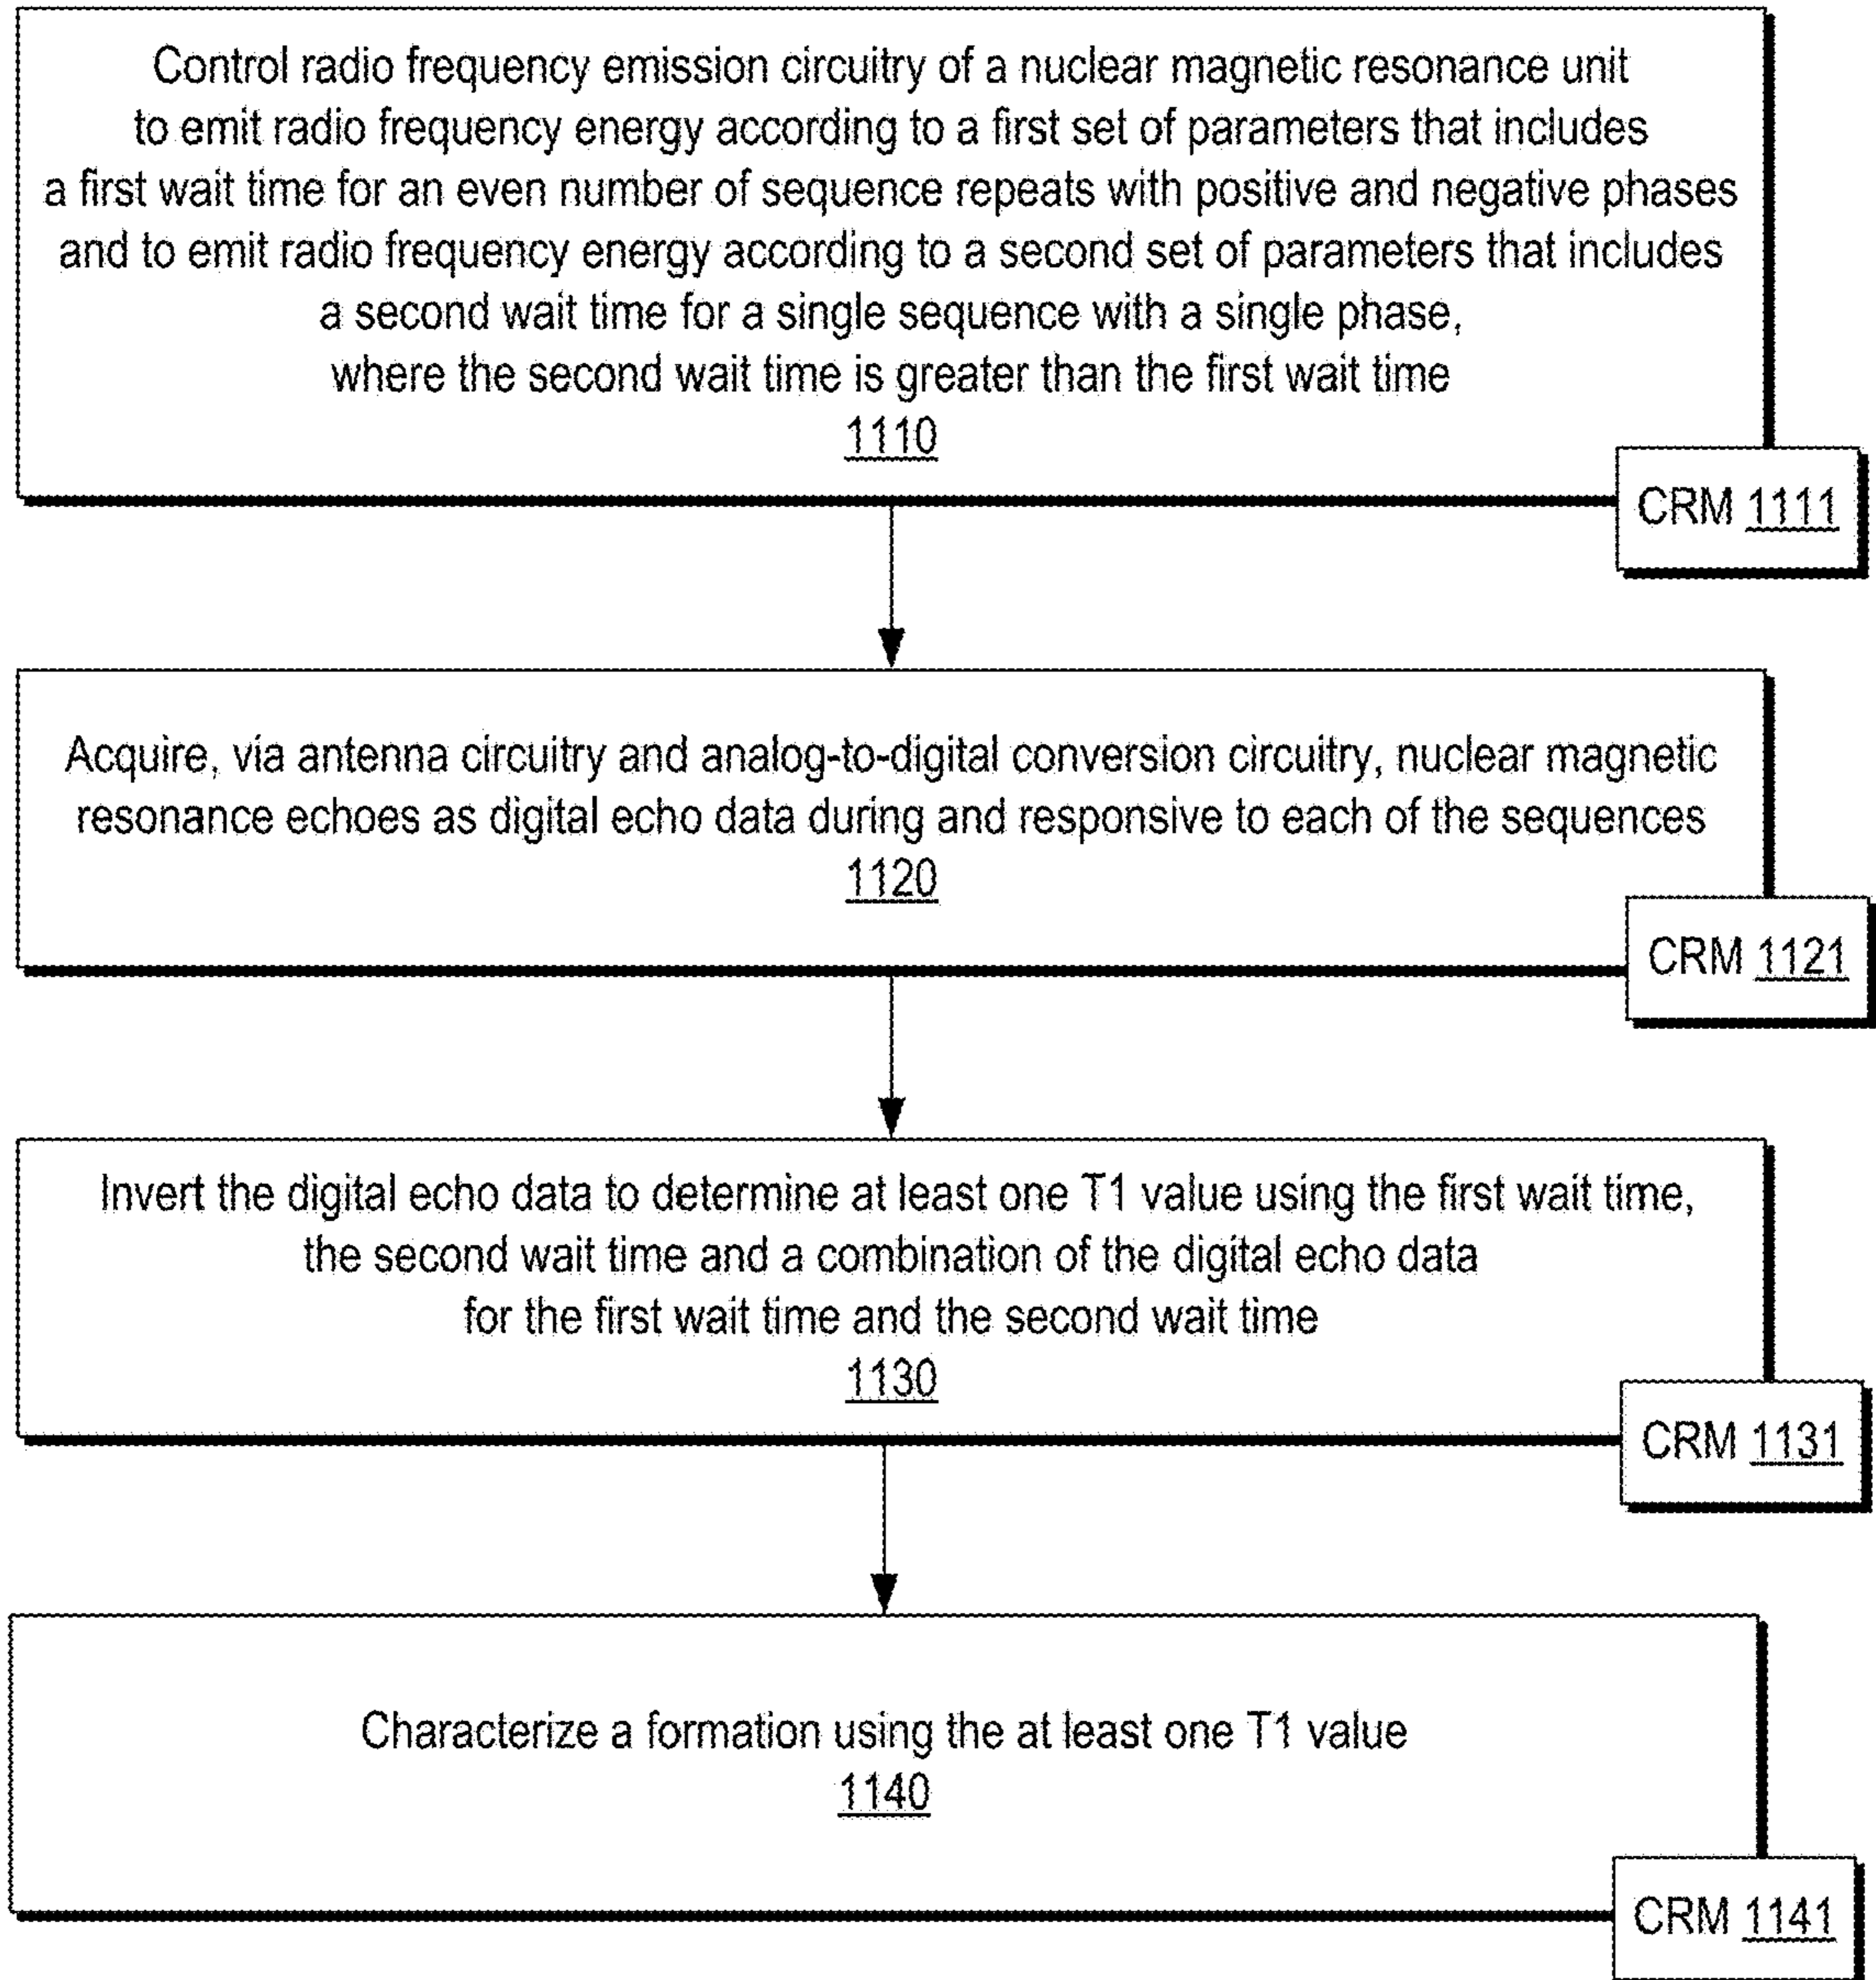 Control radio frequency emission circuitry of a nuclear magnetic resonance unit
to emit radio frequency energy according to a first set of parameters that includes
a first wait time for an even number of sequence repeats with positive and negative phases
and to emit radio frequency energy according to a second set of parameters that includes
a second wait time for a single sequence with a single phase,
where the second wait time is greater than the first wait time
1110
CRM 1111
Acquire, via antenna circuitry and analog-to-digital conversion circuitry, nuclear magnetic
resonance echoes as digital echo data during and responsive to each of the sequences
1120
CRM 1121
Invert the digital echo data to determine at least one T1 value using the first wait time,
the second wait time and a combination of the digital echo data
for the first wait time and the second wait time
1130
CRM 1131
Characterize a formation using the at least one T1 value
1140
CRM 1141